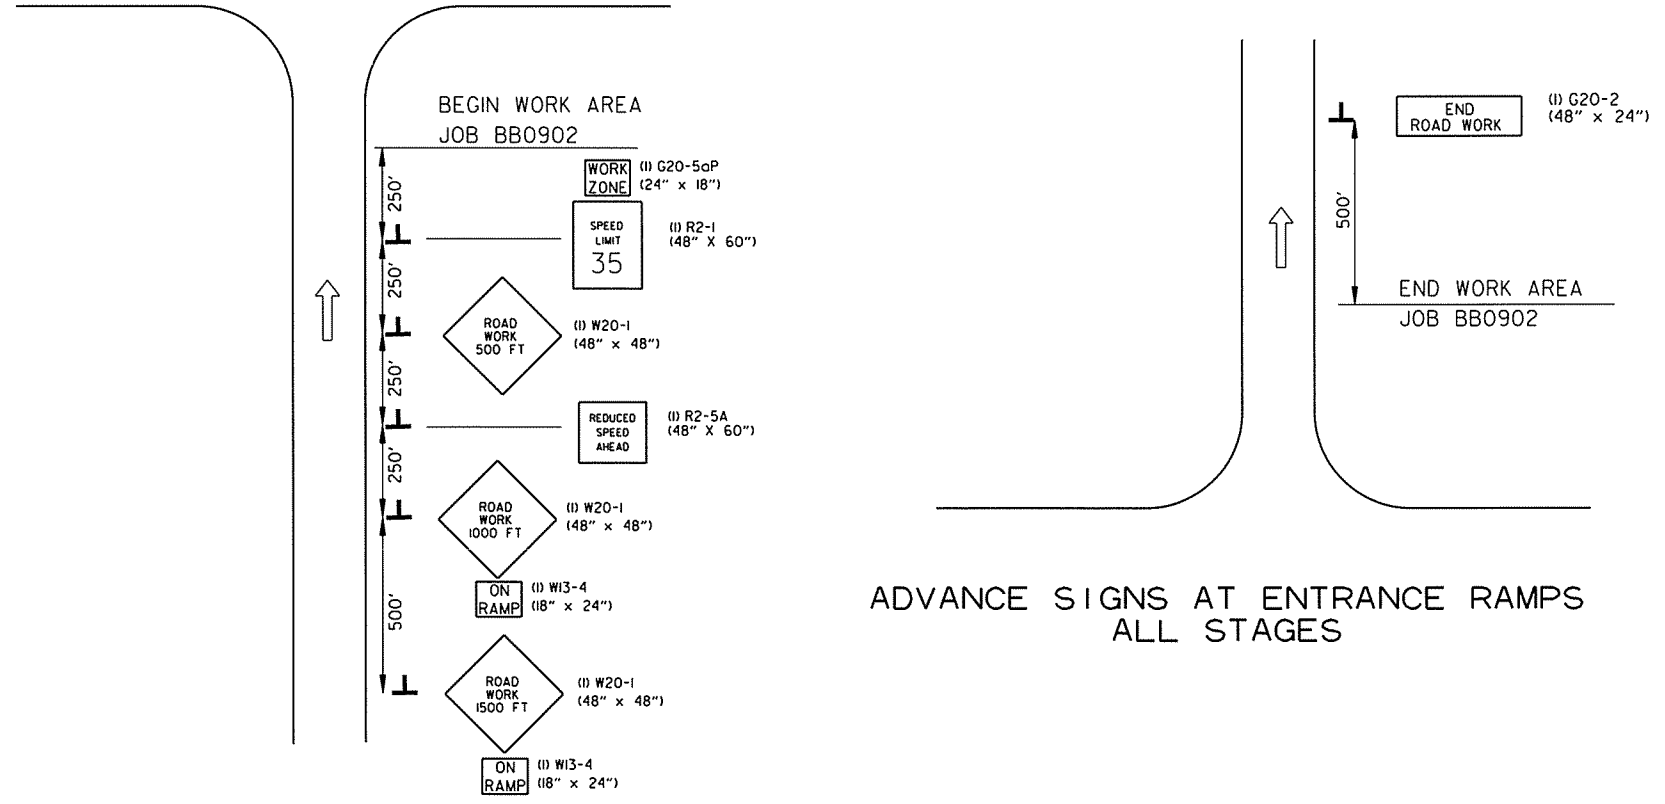 BEGIN WORK AREA
JOB BB0902
250'
WORK
ZONE
(1) G20-5aP
(24" x 18")
SPEED
LIMIT
35
(1) R2-1
(48" X 60")
250'
ROAD
WORK
500 FT
(1) W20-1
(48" x 48")
250'
REDUCED
SPEED
AHEAD
(1) R2-5A
(48" X 60")
250'
ROAD
WORK
1000 FT
(1) W20-1
(48" x 48")
ON
RAMP
(1) W13-4
(18" x 24")
500'
ROAD
WORK
1500 FT
(1) W20-1
(48" x 48")
ON
RAMP
(1) W13-4
(18" x 24")
END
ROAD WORK
(1) G20-2
(48" x 24")
500'
END WORK AREA
JOB BB0902
ADVANCE SIGNS AT ENTRANCE RAMPS
ALL STAGES